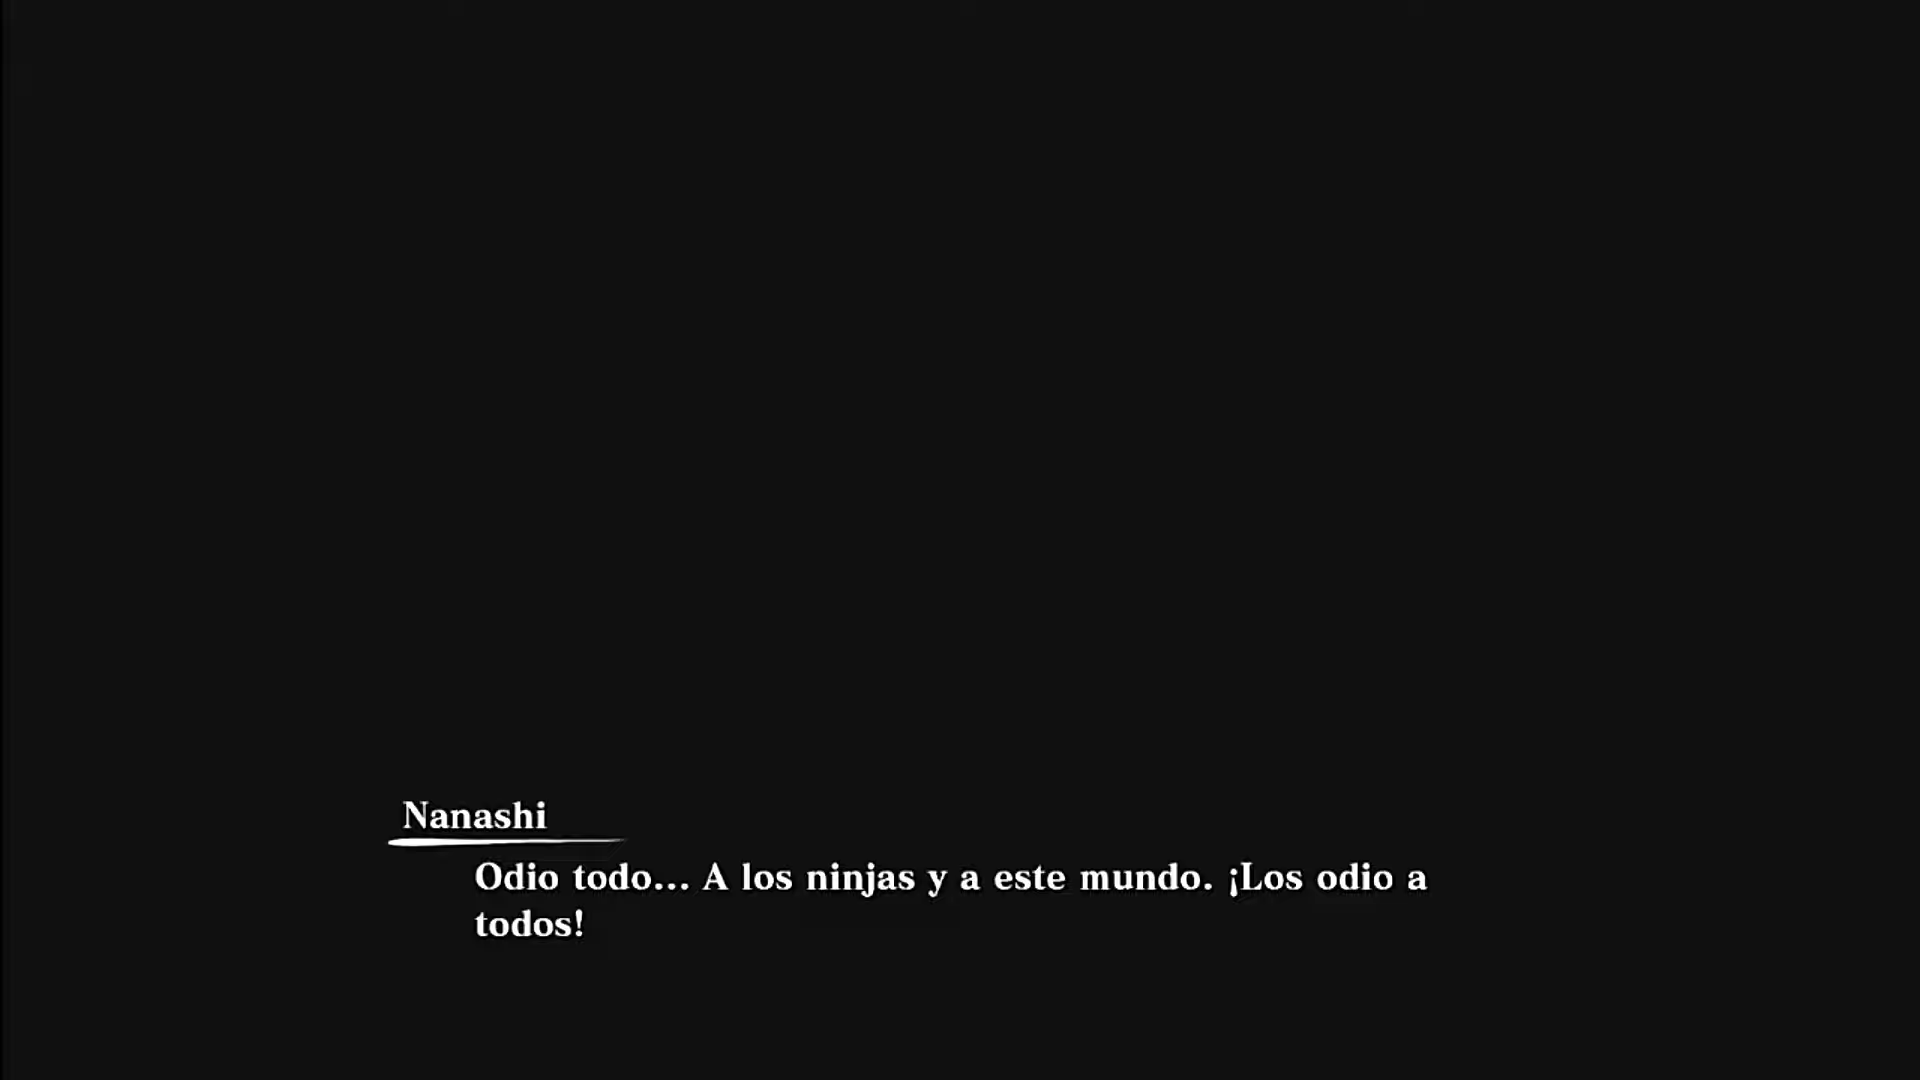 Nanashi
Odio todo... A los ninjas y a este mundo. ¡Los odio a
todos!